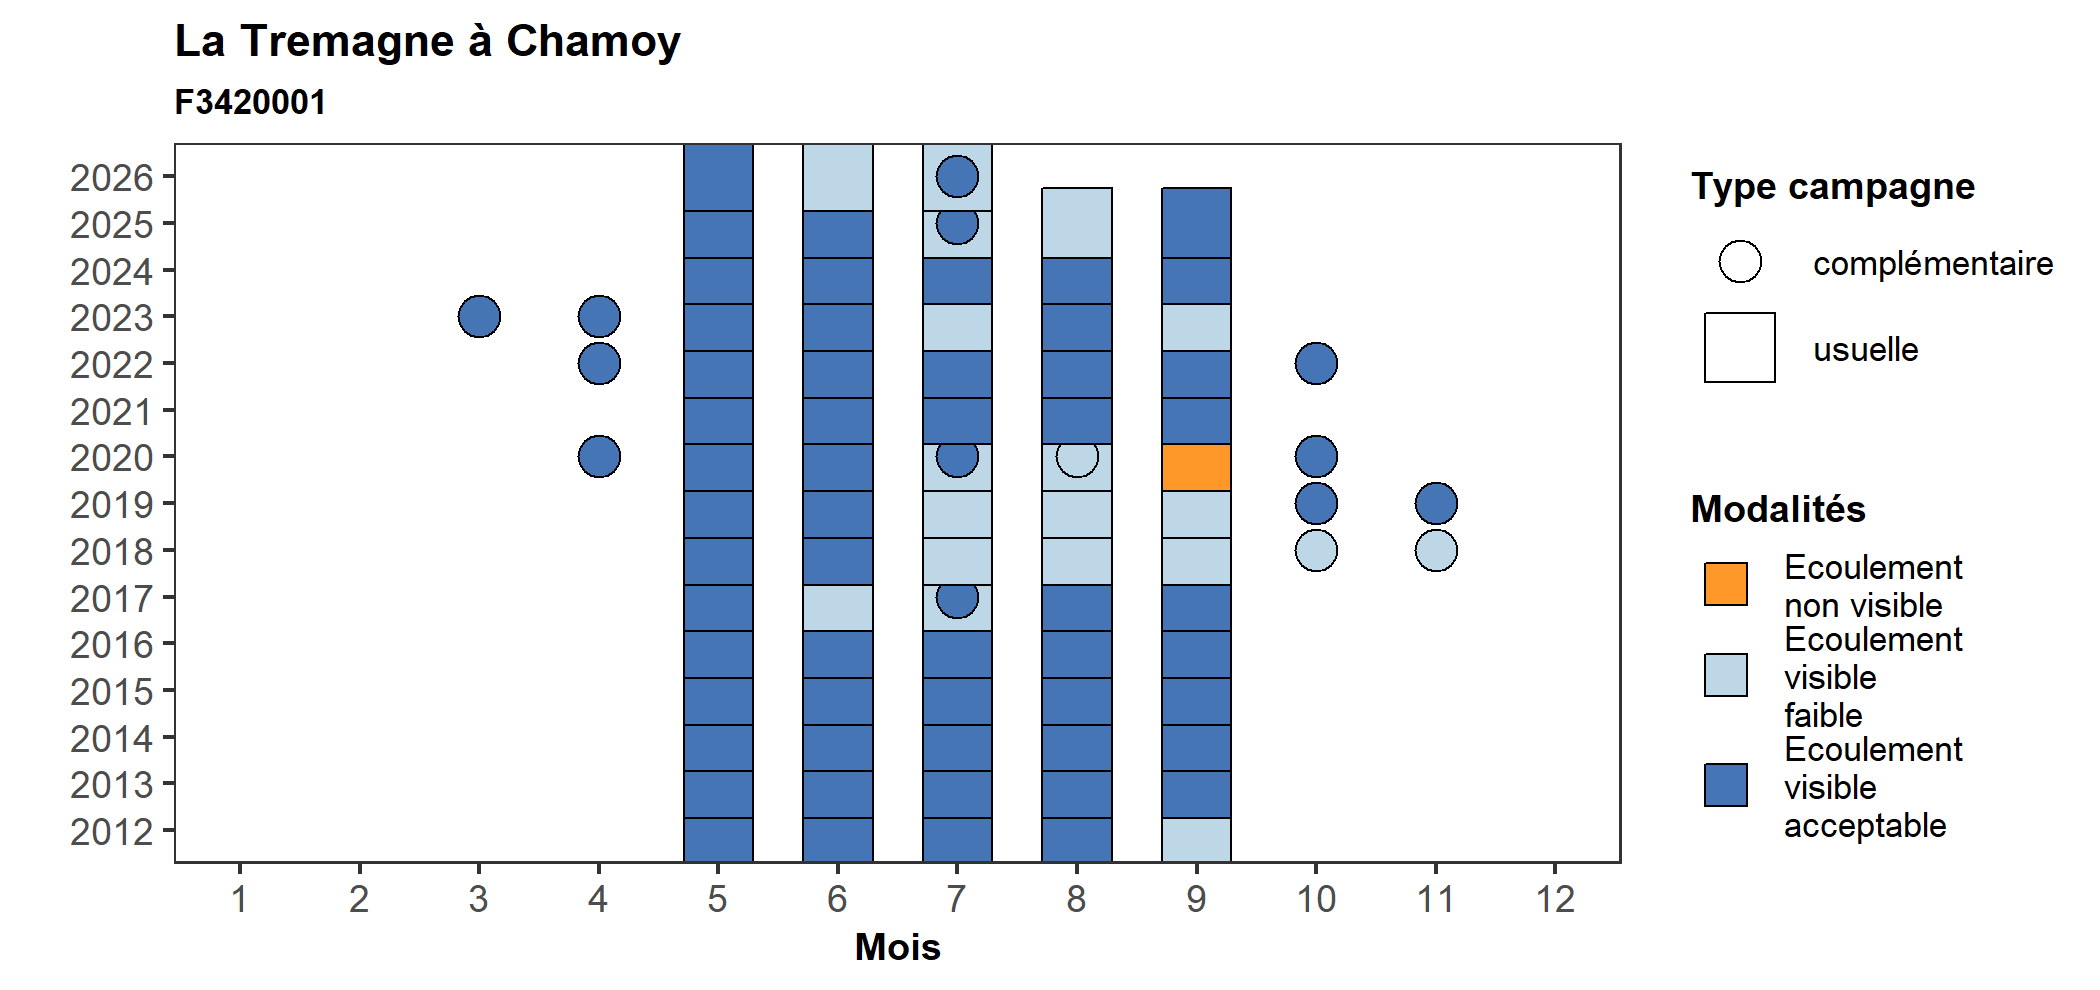 La Tremagne à Chamoy
F3420001
2026
2025
2024
2023
2022
2021
2020
2019
2018
2017
2016
2015
2014
2013
2012
1 2 3 4 5 6 7 8 9 10 11 12
Mois
Type campagne
complémentaire
usuelle
Modalités
Ecoulement
non visible
Ecoulement
visible
faible
Ecoulement
visible
acceptable